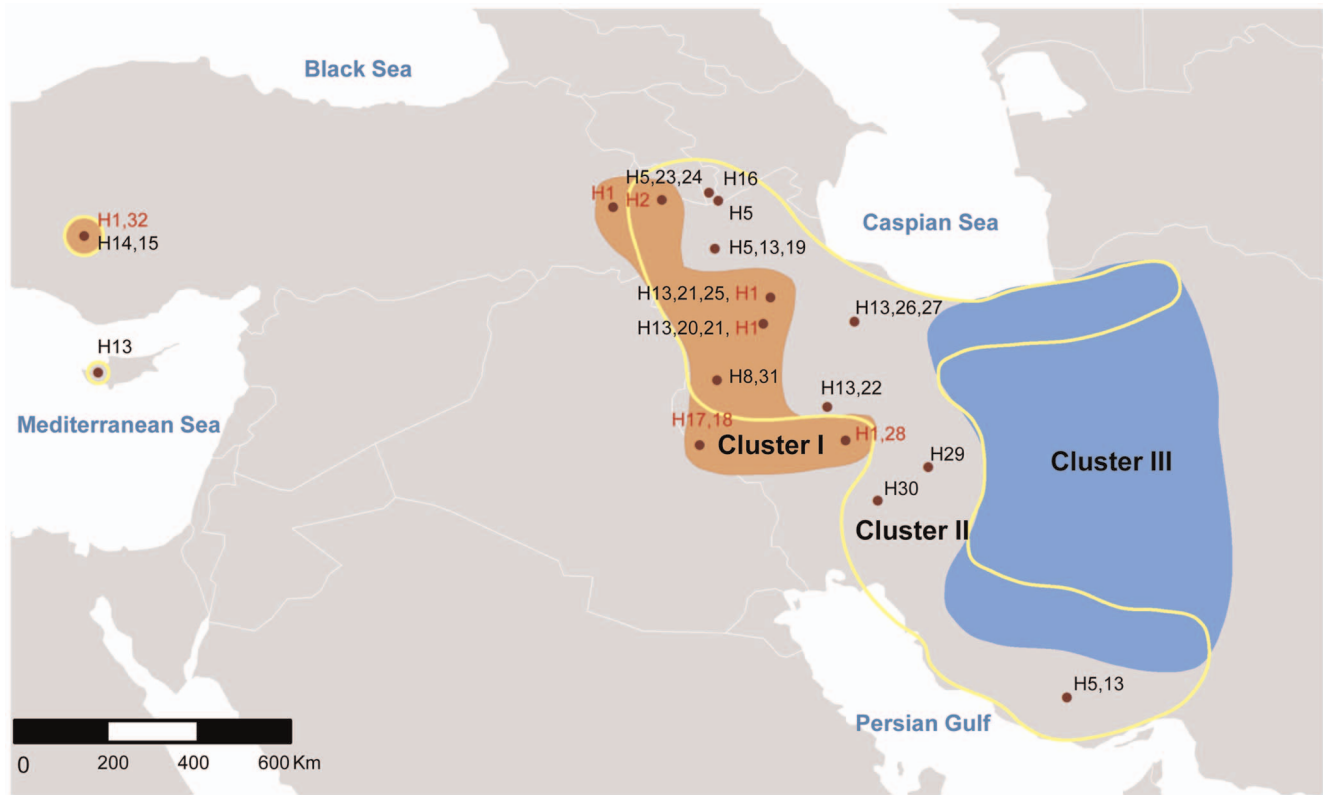 Black Sea
H5,23,24
H16
H1 H2
H5
Caspian Sea
H1,32
H14,15
H5,13,19
H13,21,25, H1
H13,26,27
H13,20,21, H1
H13
H8,31
H13,22
Mediterranean Sea
H17,18
Cluster I
H1,28
H29
Cluster III
H30
Cluster II
H5,13
Persian Gulf
0 200 400 600 Km